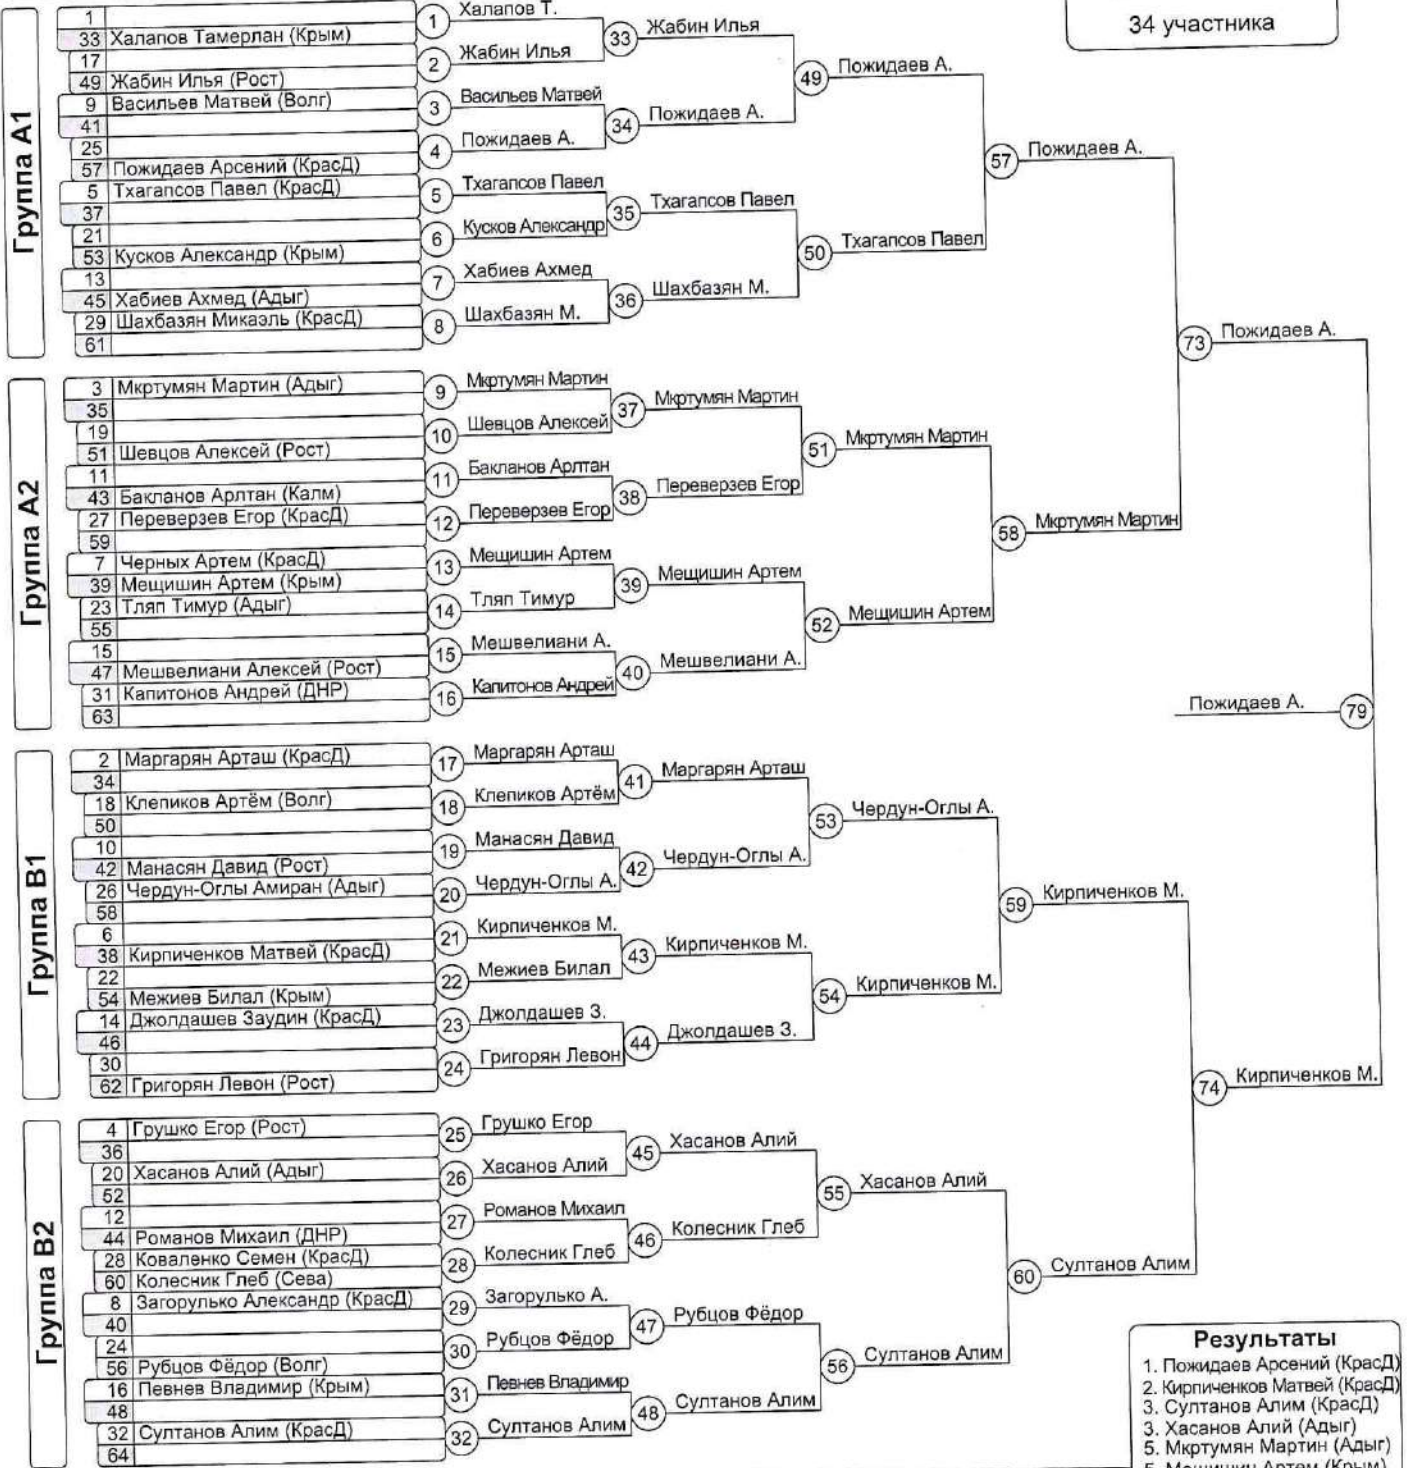 34 участника
Группа A1
1
33 Халапов Тамерлан (Крым)
17
49 Жабин Илья (Рост)
9 Васильев Матвей (Волг)
41
25
57 Пожидаев Арсений (КрасД)
5 Тхагапсов Павел (КрасД)
37
21
53 Кусков Александр (Крым)
13
45 Хабиев Ахмед (Адыг)
29 Шахбазян Микаэль (КрасД)
61
1 Халапов Т.
2 Жабин Илья
3 Васильев Матвей
4 Пожидаев А.
5 Тхагапсов Павел
6 Кусков Александр
7 Хабиев Ахмед
8 Шахбазян М.
33 Жабин Илья
34 Пожидаев А.
35 Тхагапсов Павел
36 Шахбазян М.
49 Пожидаев А.
50 Тхагапсов Павел
57 Пожидаев А.
Группа A2
3 Мкртумян Мартин (Адыг)
35
19
51 Шевцов Алексей (Рост)
11
43 Бакланов Арлтан (Калм)
27 Переверзев Егор (КрасД)
59
7 Черных Артем (КрасД)
39 Мещишин Артем (Крым)
23 Тляп Тимур (Адыг)
55
15
47 Мешвелиани Алексей (Рост)
31 Капитонов Андрей (ДНР)
63
9 Мкртумян Мартин
10 Шевцов Алексей
11 Бакланов Арлтан
12 Переверзев Егор
13 Мещишин Артем
14 Тляп Тимур
15 Мешвелиани А.
16 Капитонов Андрей
37 Мкртумян Мартин
38 Переверзев Егор
39 Мещишин Артем
40 Мешвелиани А.
51 Мкртумян Мартин
52 Мещишин Артем
58 Мкртумян Мартин
73 Пожидаев А.
Пожидаев А. 79
Группа B1
2 Маргарян Арташ (КрасД)
34
18 Клепиков Артём (Волг)
50
10
42 Манасян Давид (Рост)
26 Чердун-Оглы Амиран (Адыг)
58
6
38 Кирпиченков Матвей (КрасД)
22
54 Межиев Билал (Крым)
14 Джолдашев Заудин (КрасД)
46
30
62 Григорян Левон (Рост)
17 Маргарян Арташ
18 Клепиков Артём
19 Манасян Давид
20 Чердун-Оглы А.
21 Кирпиченков М.
22 Межиев Билал
23 Джолдашев З.
24 Григорян Левон
41 Маргарян Арташ
42 Чердун-Оглы А.
43 Кирпиченков М.
44 Джолдашев З.
53 Чердун-Оглы А.
54 Кирпиченков М.
59 Кирпиченков М.
74 Кирпиченков М.
Группа B2
4 Грушко Егор (Рост)
36
20 Хасанов Алий (Адыг)
52
12
44 Романов Михаил (ДНР)
28 Коваленко Семен (КрасД)
60 Колесник Глеб (Сева)
8 Загорулько Александр (КрасД)
40
24
56 Рубцов Фёдор (Волг)
16 Певнев Владимир (Крым)
48
32 Султанов Алим (КрасД)
64
25 Грушко Егор
26 Хасанов Алий
27 Романов Михаил
28 Колесник Глеб
29 Загорулько А.
30 Рубцов Фёдор
31 Певнев Владимир
32 Султанов Алим
45 Хасанов Алий
46 Колесник Глеб
47 Рубцов Фёдор
48 Султанов Алим
55 Хасанов Алий
56 Султанов Алим
60 Султанов Алим
Результаты
1. Пожидаев Арсений (КрасД)
2. Кирпиченков Матвей (КрасД)
3. Султанов Алим (КрасД)
3. Хасанов Алий (Адыг)
5. Мкртумян Мартин (Адыг)
5. Мещишин Артем (Крым)